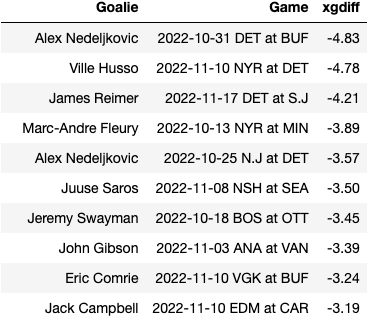 Goalie Game xgdiff
Alex Nedeljkovic 2022-10-31 DET at BUF -4.83
Ville Husso 2022-11-10 NYR at DET -4.78
James Reimer 2022-11-17 DET at S.J -4.21
Marc-Andre Fleury 2022-10-13 NYR at MIN -3.89
Alex Nedeljkovic 2022-10-25 N.J at DET -3.57
Juuse Saros 2022-11-08 NSH at SEA -3.50
Jeremy Swayman 2022-10-18 BOS at OTT -3.45
John Gibson 2022-11-03 ANA at VAN -3.39
Eric Comrie 2022-11-10 VGK at BUF -3.24
Jack Campbell 2022-11-10 EDM at CAR -3.19